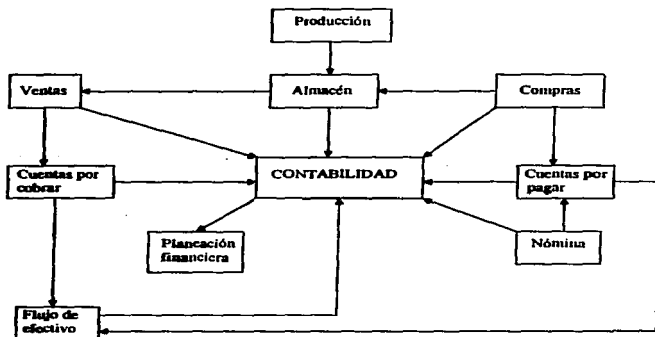 Producción
Ventas
Almacén
Compras
Cuentas por
cobrar
CONTABILIDAD
Cuentas por
pagar
Planeación
financiera
Nómina
Flujo de
efectivo